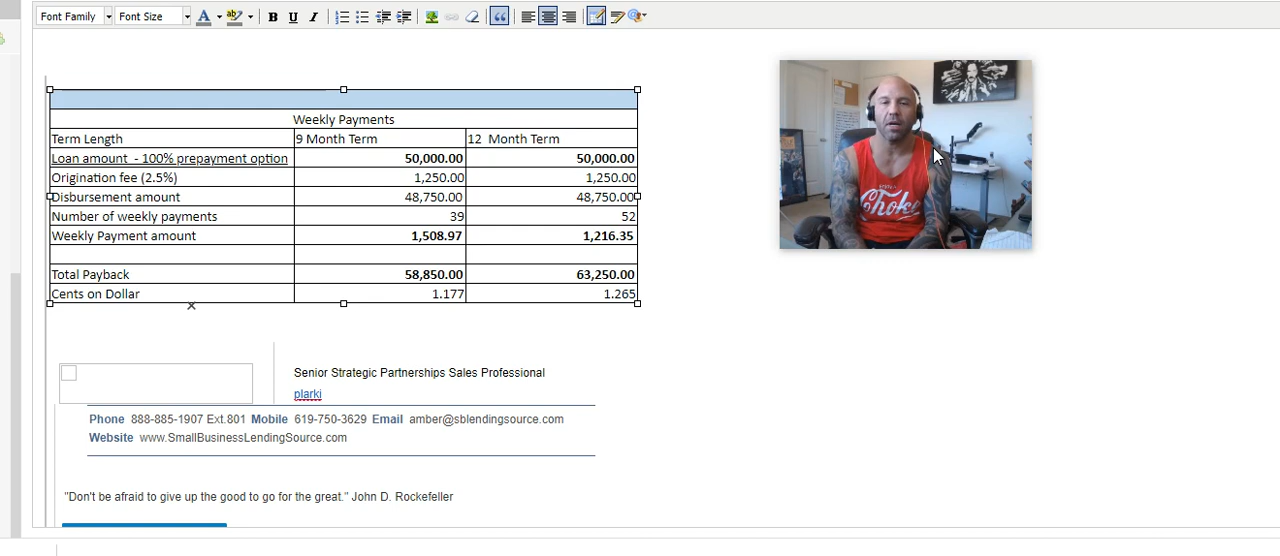 Font Family Font Size A ab B U I
Weekly Payments
Term Length 9 Month Term 12 Month Term
Loan amount - 100% prepayment option 50,000.00 50,000.00
Origination fee (2.5%) 1,250.00 1,250.00
Disbursement amount 48,750.00 48,750.00
Number of weekly payments 39 52
Weekly Payment amount 1,508.97 1,216.35
Total Payback 58,850.00 63,250.00
Cents on Dollar 1.177 1.265
Choke
Senior Strategic Partnerships Sales Professional
plarki
Phone 888-885-1907 Ext.801 Mobile 619-750-3629 Email amber@sblendingsource.com
Website www.SmallBusinessLendingSource.com
"Don't be afraid to give up the good to go for the great." John D. Rockefeller